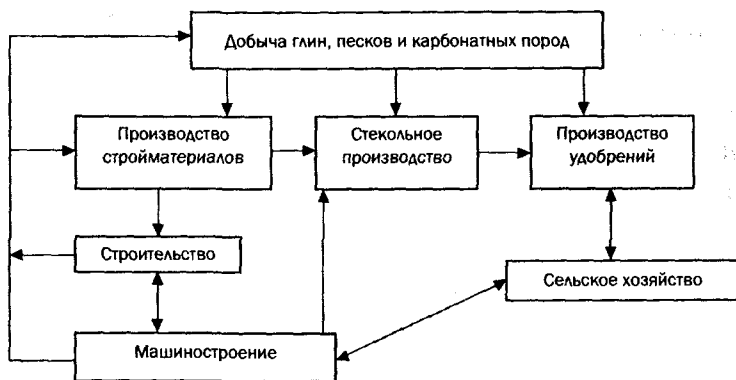 Добыча глин, песков и карбонатных пород
Производство
стройматериалов
Стекольное
производство
Производство
удобрений
Строительство
Сельское хозяйство
Машиностроение